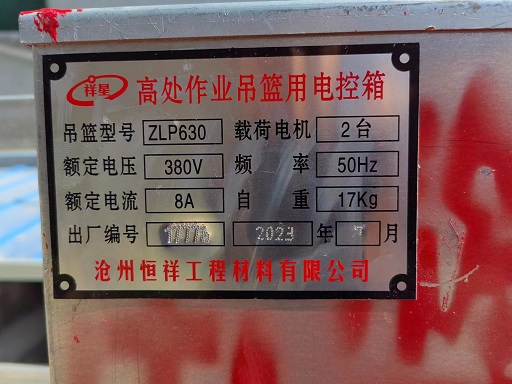 祥星 高处作业吊篮用电控箱
吊篮型号 ZLP630 载荷电机 2台
额定电压 380V 频率 50Hz
额定电流 8A 自重 17Kg
出厂编号 2023 年 7 月
沧州恒祥工程材料有限公司